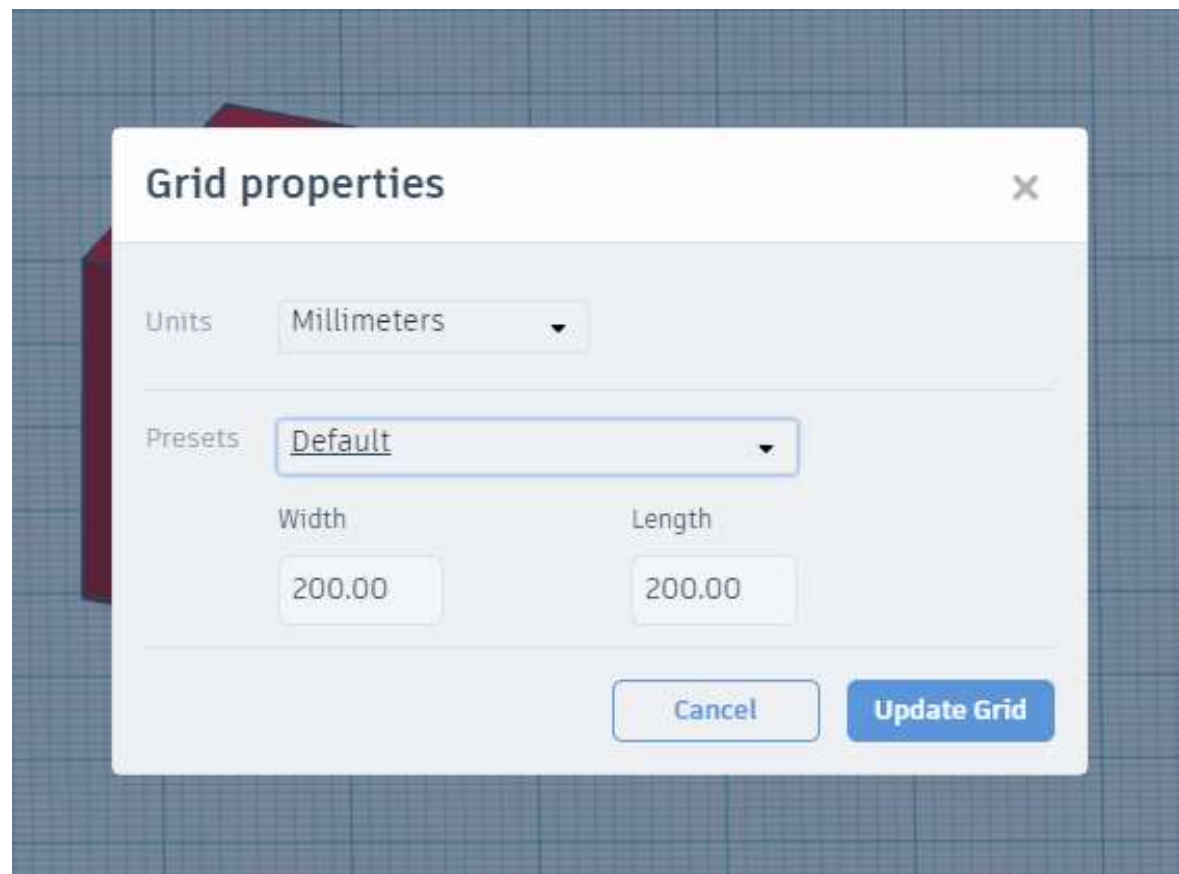 Grid properties
Units Millimeters
Presets Default
Width Length
200.00 200.00
Cancel Update Grid